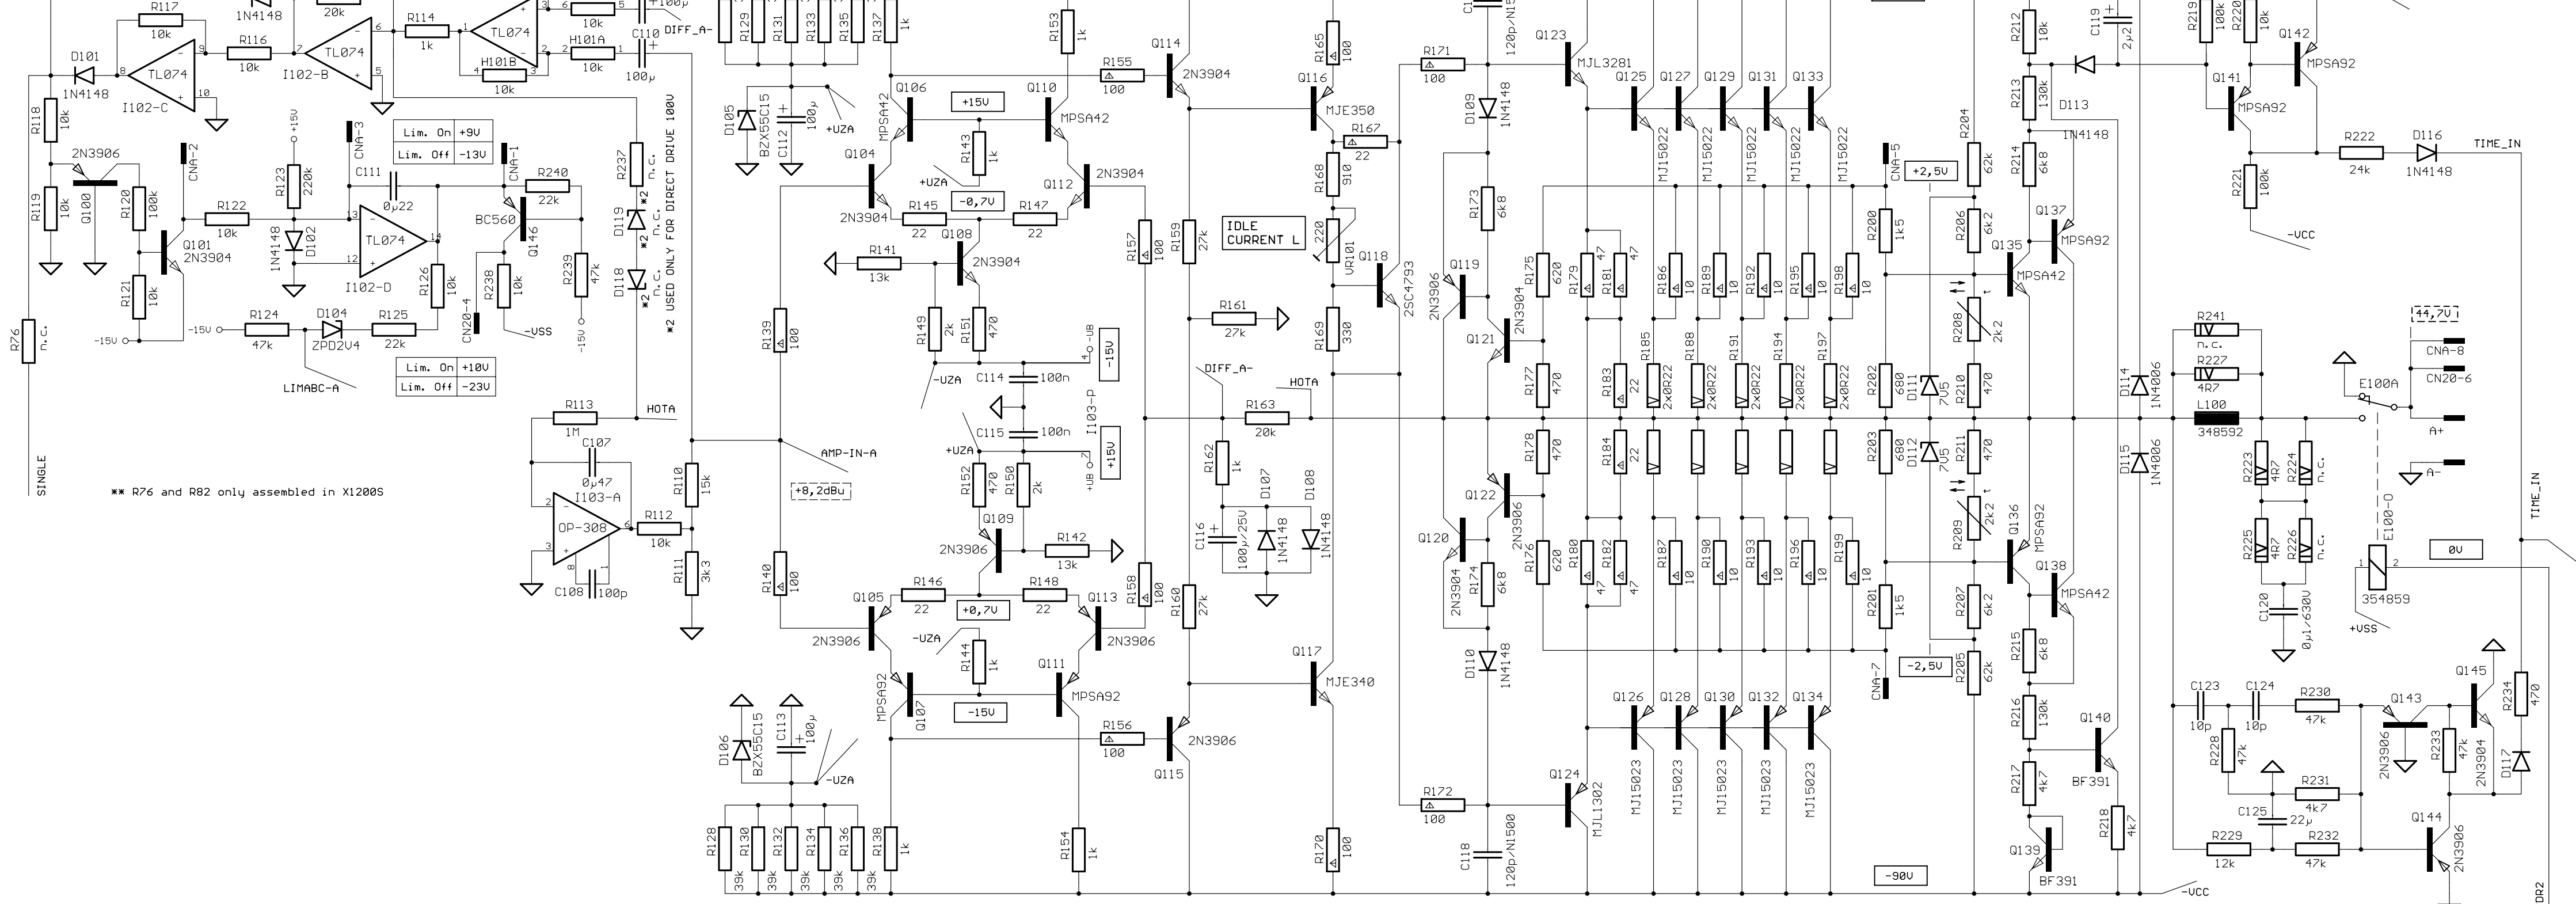 R117
10k
1N4148
20k
R114
1k
TL074
10k
100µ
DIFF_A-
C110
100µ
H101A
10k
H101B
10k
D101
1N4148
TL074
I102-C
R116
10k
TL074
I102-B
R118
10k
R119
10k
2N3906
Q100
R120
100k
R121
10k
Q101
2N3904
CNA-2
R122
10k
+15V
R123
220k
1N4148
D102
CNA-3
Lim. On +9V
Lim. Off -13V
C111
0µ22
TL074
I102-D
CNA-1
R240
22k
BC560
Q146
R126
10k
R238
10k
R239
47k
CN20-4
-VSS
-15V
-15V
-15V
R124
47k
D104
ZPD2V4
R125
22k
LIMABC-A
Lim. On +10V
Lim. Off -23V
R76
n.c.
SINGLE
** R76 and R82 only assembled in X1200S
R237
n.c.
D119
n.c.
*2
D118
n.c.
*2
*2
*2 USED ONLY FOR DIRECT DRIVE 100V
R113
1M
HOTA
C107
0µ47
I103-A
OP-308
C108
100p
R112
10k
R110
15k
R111
3k3
AMP-IN-A
+8,2dBu
R129
R131
R133
R135
R137
1k
D105
BZX55C15
C112
100µ
+UZA
Q106
MPSA42
+15V
R143
1k
Q110
MPSA42
R153
1k
Q104
2N3904
+UZA
-0,7V
Q112
2N3904
R145
22
R147
22
R141
13k
Q108
2N3904
R149
2k
R151
470
-UZA
R139
100
C114
100n
-UB
-15V
I103-P
C115
100n
+UZA
+15V
+UB
R152
470
R150
2k
Q109
2N3906
R142
13k
R140
100
R146
22
R148
22
+0,7V
Q105
2N3906
Q113
2N3906
-UZA
R144
1k
Q107
MPSA92
Q111
MPSA92
-15V
D106
BZX55C15
C113
100µ
-UZA
R128
39k
R130
39k
R132
39k
R134
39k
R136
39k
R138
1k
R154
1k
R155
100
Q114
2N3904
R157
100
R159
27k
R161
27k
DIFF_A-
R163
20k
HOTA
R162
1k
C116
100µ/25V
D107
1N4148
D108
1N4148
R158
100
R160
27k
R156
100
2N3906
Q115
R165
100
Q116
MJE350
R167
22
R168
910
IDLE
CURRENT L
220
VR101
R169
330
Q118
2SC4793
Q117
MJE340
R170
100
R171
100
120p/N15
D109
1N4148
R173
6k8
Q119
2N3906
Q121
2N3904
Q122
2N3906
Q120
2N3904
R174
6k8
D110
1N4148
R172
100
C118
120p/N1500
Q123
MJL3281
Q125
Q127
Q129
Q131
Q133
MJ15022
MJ15022
MJ15022
MJ15022
MJ15022
R175
620
R179
47
R181
47
R186
10
R189
10
R192
10
R195
10
R198
10
R177
470
R183
22
R185
2x0R22
R188
2x0R22
R191
2x0R22
R194
2x0R22
R197
R178
470
R184
22
R176
620
R180
47
R182
47
R187
10
R190
10
R193
10
R196
10
R199
10
Q126
Q128
Q130
Q132
Q134
MJ15023
MJ15023
MJ15023
MJ15023
MJ15023
Q124
MJL1302
CNA-5
+2,5V
R200
1k5
R202
680
D111
7V5
R203
680
D112
7V5
R201
1k5
CNA-7
-2,5V
-90V
R204
62k
R206
6k2
R208
2k2
t
R210
470
R211
470
R209
2k2
t
R207
6k2
R205
62k
R212
10k
R213
130k
R214
6k8
D113
1N4148
Q135
MPSA42
Q137
MPSA92
Q136
MPSA92
Q138
MPSA42
R215
6k8
R216
130k
R217
4k7
Q139
BF391
Q140
BF391
R218
4k7
-VCC
C119
2µ2
R219
100k
R220
10k
Q142
MPSA92
Q141
MPSA92
R221
100k
-VCC
R222
24k
D116
1N4148
TIME_IN
D114
1N4006
D115
1N4006
R241
n.c.
R227
4R7
L100
348592
R223
4R7
R224
n.c.
R225
4R7
R226
n.c.
C120
0µ1/630V
44,7V
CNA-8
CN20-6
E100A
A+
A-
E100-O
354859
+VSS
0V
TIME_IN
C123
10p
C124
10p
R230
47k
R228
47k
R231
4k7
C125
22µ
R229
12k
R232
47k
Q143
2N3906
R233
47k
Q145
2N3904
Q144
2N3906
R234
470
D117
DR2